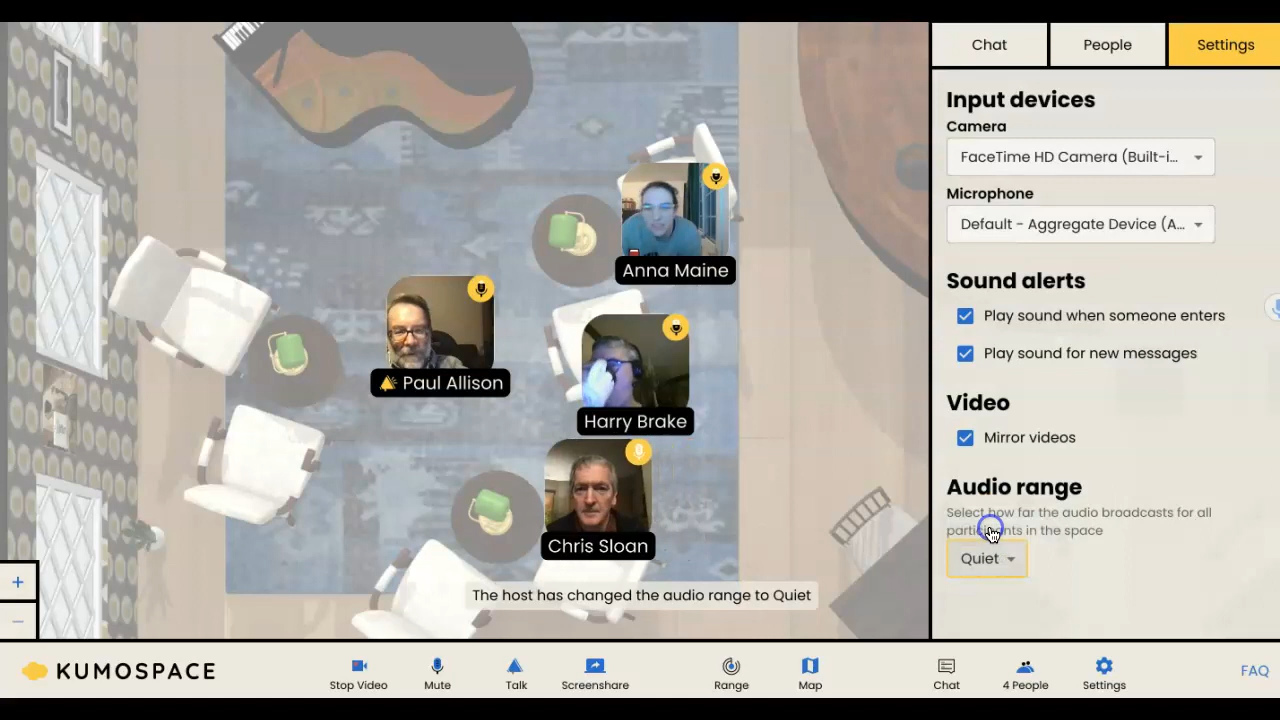 Chat
People
Settings
Input devices
Camera
FaceTime HD Camera (Built-i...
Microphone
Default - Aggregate Device (A...
Sound alerts
Play sound when someone enters
Play sound for new messages
Video
Mirror videos
Audio range
Select how far the audio broadcasts for all
participants in the space
Quiet
Anna Maine
Paul Allison
Harry Brake
Chris Sloan
The host has changed the audio range to Quiet
+
−
KUMOSPACE
Stop Video
Mute
Talk
Screenshare
Range
Map
Chat
4 People
Settings
FAQ